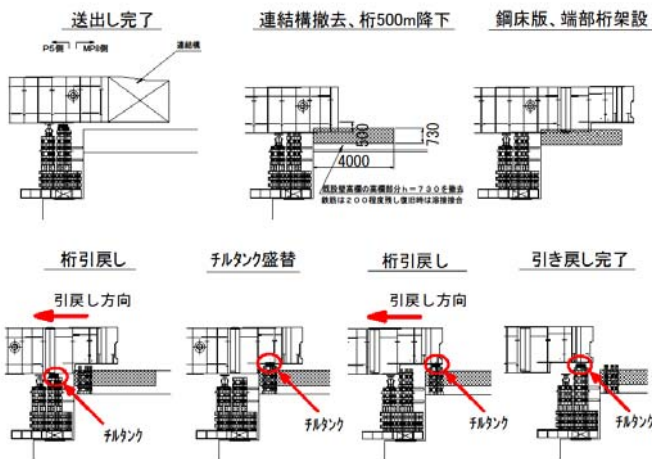 送出し完了
連結構撤去、桁500m降下
鋼床版、端部桁架設
P5側
MP8側
連結構
500
730
4000
既設壁高欄の高欄部分h=730を撤去
鉄筋は200程度残し復旧時は溶接接合
桁引戻し
チルタンク盛替
桁引戻し
引き戻し完了
引戻し方向
引戻し方向
チルタンク
チルタンク
チルタンク
チルタンク